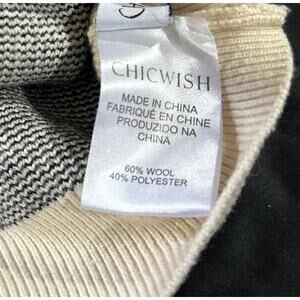 CHICWISH
MADE IN CHINA
FABRIQUÉ EN CHINE
PRODUZIDO NA
CHINA
60% WOOL
40% POLYESTER